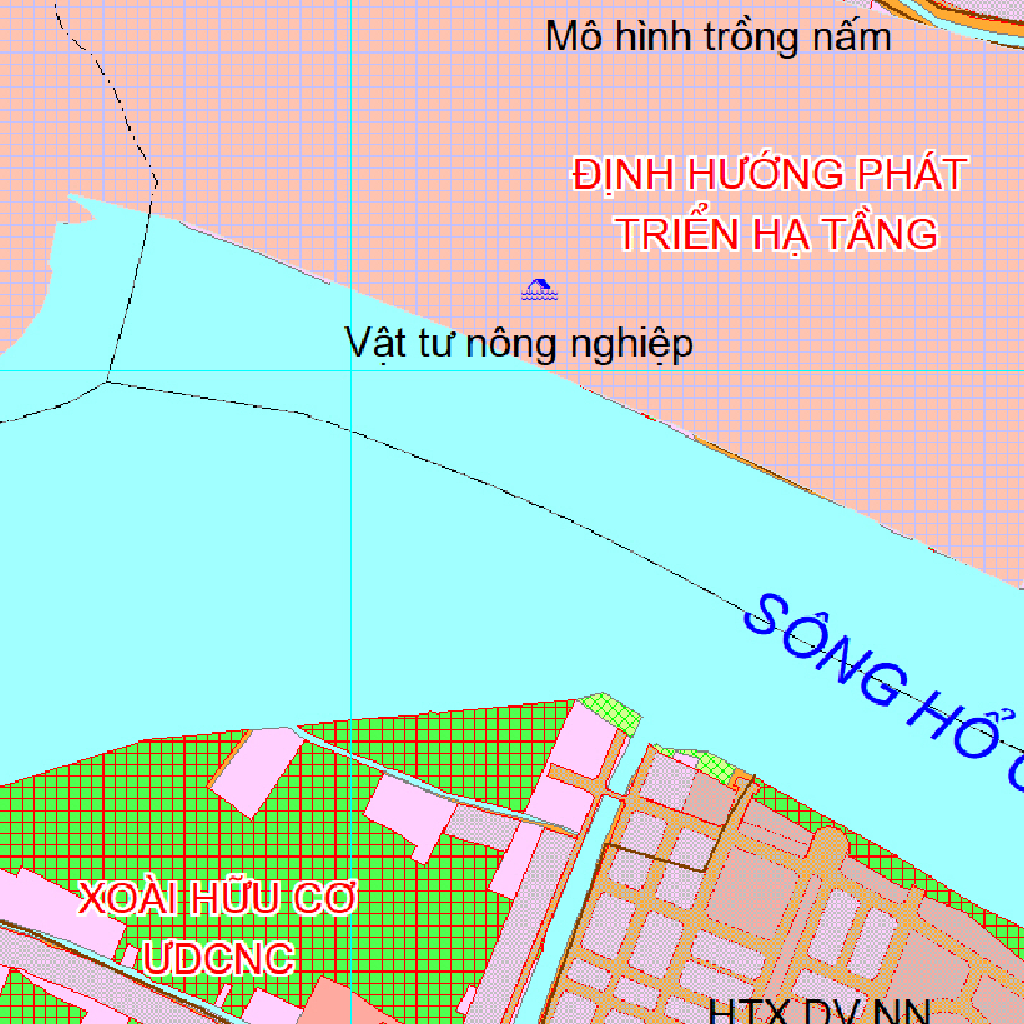 Mô hình trồng nấm
ĐỊNH HƯỚNG PHÁT
TRIỂN HẠ TẦNG
Vật tư nông nghiệp
SÔNG HỔ
XOÀI HỮU CƠ
ƯDCNC
HTX DV NN